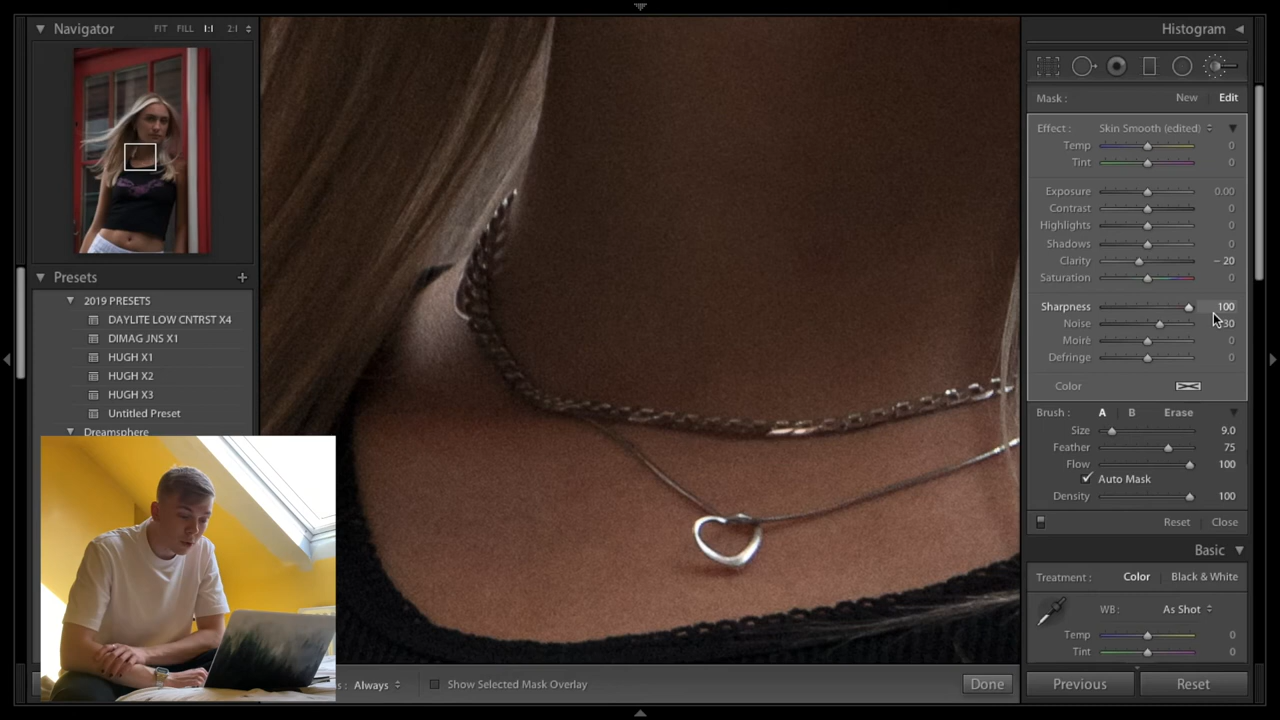 Navigator
FIT FILL 1:1 2:1
Presets
2019 PRESETS
DAYLITE LOW CNTRST X4
DIMAG JNS X1
HUGH X1
HUGH X2
HUGH X3
Untitled Preset
Dreamsphere
Always
Show Selected Mask Overlay
Done
Histogram
Mask : New Edit
Effect : Skin Smooth (edited)
Temp 0
Tint 0
Exposure 0.00
Contrast 0
Highlights 0
Shadows 0
Clarity – 20
Saturation 0
Sharpness 100
Noise 30
Moiré 0
Defringe 0
Color
Brush : A B Erase
Size 9.0
Feather 75
Flow 100
Auto Mask
Density 100
Reset Close
Basic
Treatment : Color Black & White
WB: As Shot
Temp 0
Tint 0
Previous Reset